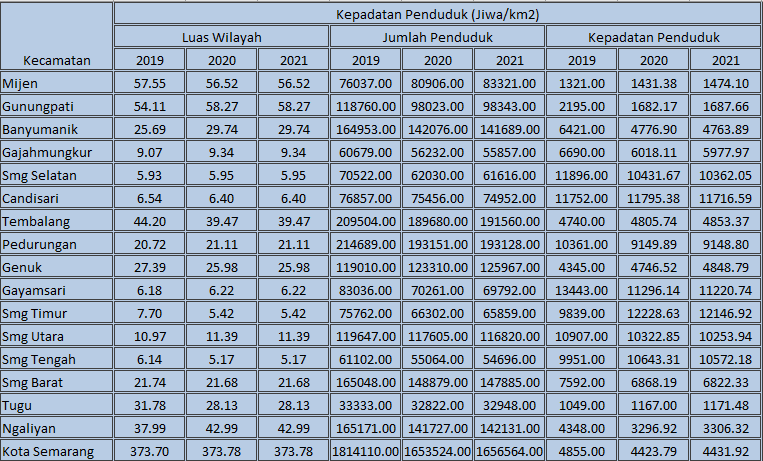 Kepadatan Penduduk (Jiwa/km2)
Kecamatan Luas Wilayah Jumlah Penduduk Kepadatan Penduduk
2019 2020 2021 2019 2020 2021 2019 2020 2021
Mijen 57.55 56.52 56.52 76037.00 80906.00 83321.00 1321.00 1431.38 1474.10
Gunungpati 54.11 58.27 58.27 118760.00 98023.00 98343.00 2195.00 1682.17 1687.66
Banyumanik 25.69 29.74 29.74 164953.00 142076.00 141689.00 6421.00 4776.90 4763.89
Gajahmungkur 9.07 9.34 9.34 60679.00 56232.00 55857.00 6690.00 6018.11 5977.97
Smg Selatan 5.93 5.95 5.95 70522.00 62030.00 61616.00 11896.00 10431.67 10362.05
Candisari 6.54 6.40 6.40 76857.00 75456.00 74952.00 11752.00 11795.38 11716.59
Tembalang 44.20 39.47 39.47 209504.00 189680.00 191560.00 4740.00 4805.74 4853.37
Pedurungan 20.72 21.11 21.11 214689.00 193151.00 193128.00 10361.00 9149.89 9148.80
Genuk 27.39 25.98 25.98 119010.00 123310.00 125967.00 4345.00 4746.52 4848.79
Gayamsari 6.18 6.22 6.22 83036.00 70261.00 69792.00 13443.00 11296.14 11220.74
Smg Timur 7.70 5.42 5.42 75762.00 66302.00 65859.00 9839.00 12228.63 12146.92
Smg Utara 10.97 11.39 11.39 119647.00 117605.00 116820.00 10907.00 10322.85 10253.94
Smg Tengah 6.14 5.17 5.17 61102.00 55064.00 54696.00 9951.00 10643.31 10572.18
Smg Barat 21.74 21.68 21.68 165048.00 148879.00 147885.00 7592.00 6868.19 6822.33
Tugu 31.78 28.13 28.13 33333.00 32822.00 32948.00 1049.00 1167.00 1171.48
Ngaliyan 37.99 42.99 42.99 165171.00 141727.00 142131.00 4348.00 3296.92 3306.32
Kota Semarang 373.70 373.78 373.78 1814110.00 1653524.00 1656564.00 4855.00 4423.79 4431.92